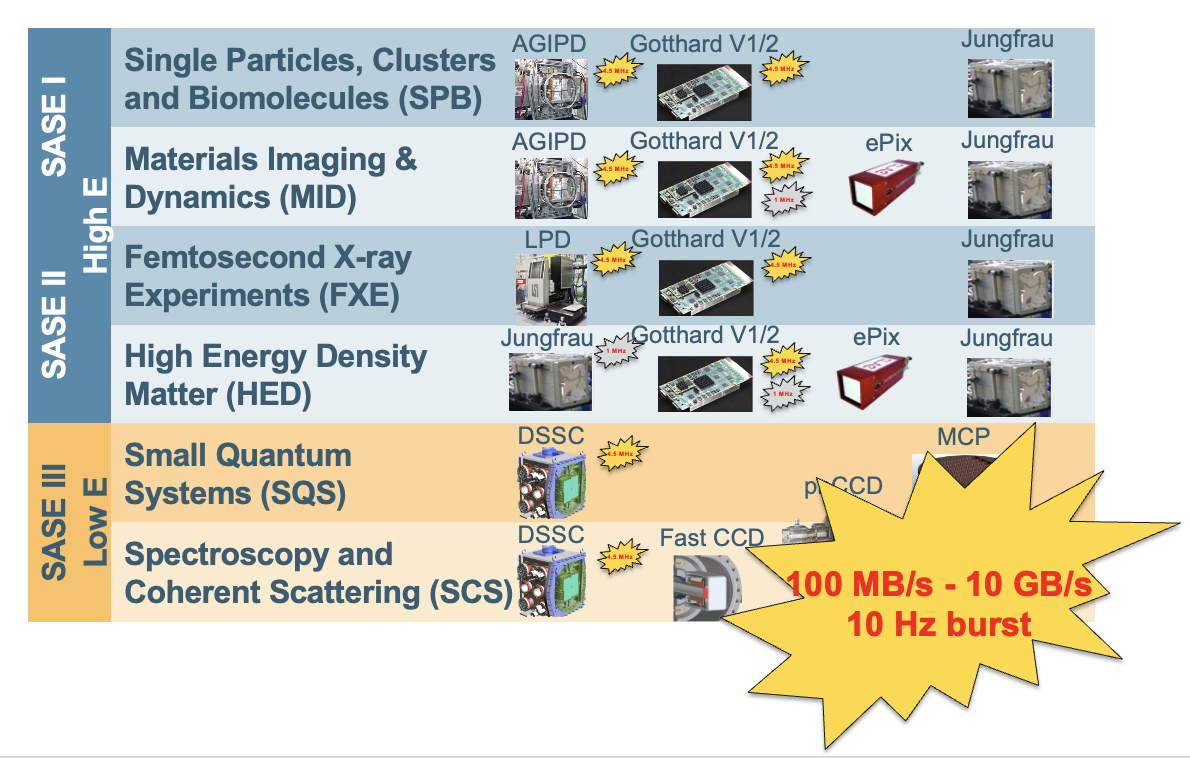 SASE I
SASE II
High E
SASE III
Low E
Single Particles, Clusters
and Biomolecules (SPB)
AGIPD
4.5 MHz
Gotthard V1/2
4.5 MHz
Jungfrau
Materials Imaging &
Dynamics (MID)
AGIPD
4.5 MHz
Gotthard V1/2
4.5 MHz
1 MHz
ePix
Jungfrau
Femtosecond X-ray
Experiments (FXE)
LPD
4.5 MHz
Gotthard V1/2
4.5 MHz
Jungfrau
High Energy Density
Matter (HED)
Jungfrau
1 MHz
Gotthard V1/2
4.5 MHz
1 MHz
ePix
Jungfrau
Small Quantum
Systems (SQS)
DSSC
4.5 MHz
MCP
Spectroscopy and
Coherent Scattering (SCS)
DSSC
4.5 MHz
Fast CCD
100 MB/s - 10 GB/s
10 Hz burst